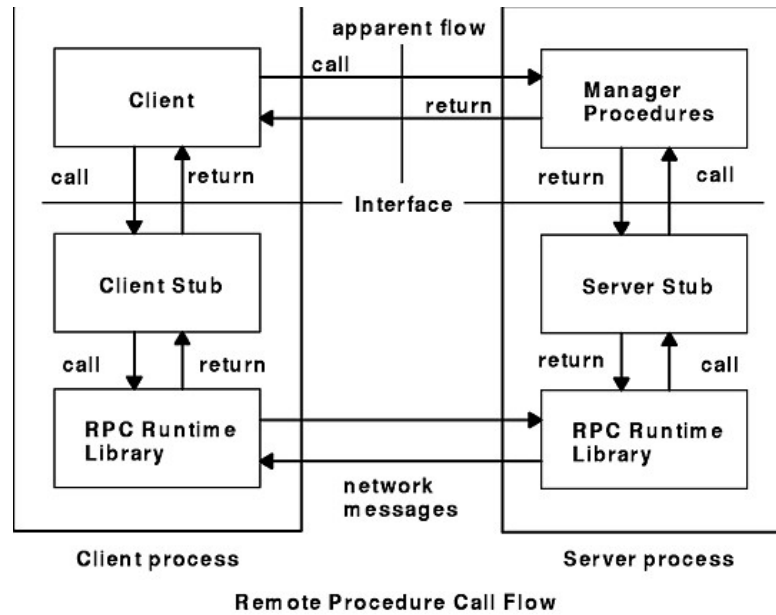 apparent flow
call
Client
Manager
Procedures
return
call
return
return
call
Interface
Client Stub
Server Stub
call
return
return
call
RPC Runtime
Library
RPC Runtime
Library
network
messages
Client process
Server process
Remote Procedure Call Flow